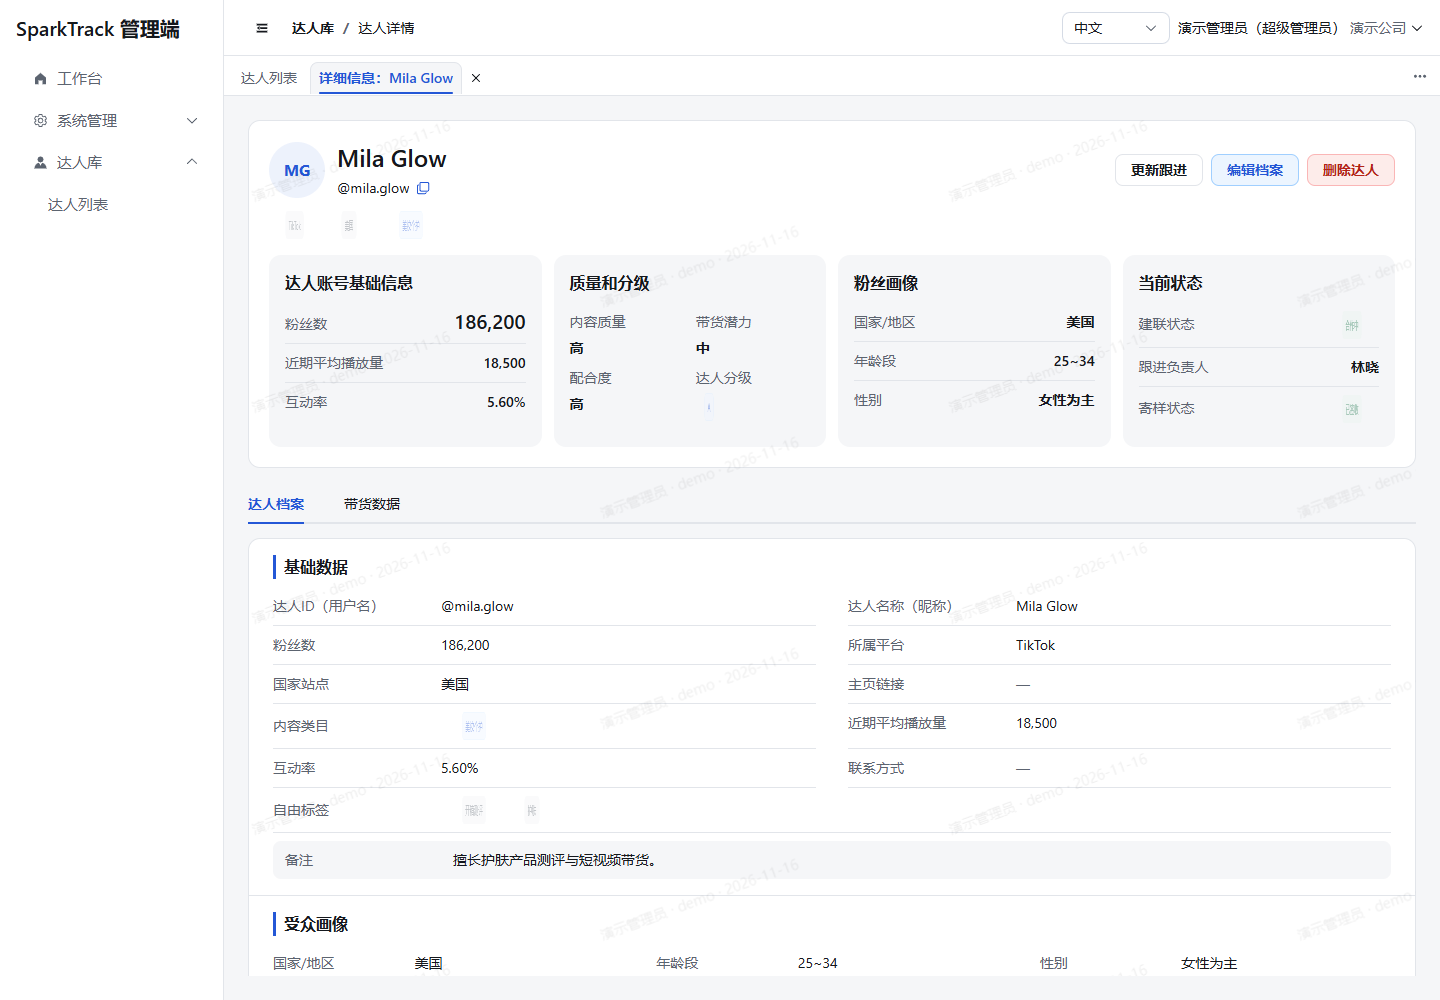 SparkTrack 管理端
工作台
系统管理
达人库
达人列表
达人库 / 达人详情
中文
演示管理员（超级管理员） 演示公司
达人列表
详细信息：Mila Glow
MG
Mila Glow
@mila.glow
更新跟进
编辑档案
删除达人
达人账号基础信息
粉丝数 186,200
近期平均播放量 18,500
互动率 5.60%
质量和分级
内容质量 带货潜力
高 中
配合度 达人分级
高
粉丝画像
国家/地区 美国
年龄段 25~34
性别 女性为主
当前状态
建联状态
跟进负责人 林晓
寄样状态
达人档案 带货数据
基础数据
达人ID（用户名） @mila.glow 达人名称（昵称） Mila Glow
粉丝数 186,200 所属平台 TikTok
国家站点 美国 主页链接 —
内容类目 近期平均播放量 18,500
互动率 5.60% 联系方式 —
自由标签
备注 擅长护肤产品测评与短视频带货。
受众画像
国家/地区 美国 年龄段 25~34 性别 女性为主
演示管理员 · demo · 2026-11-16